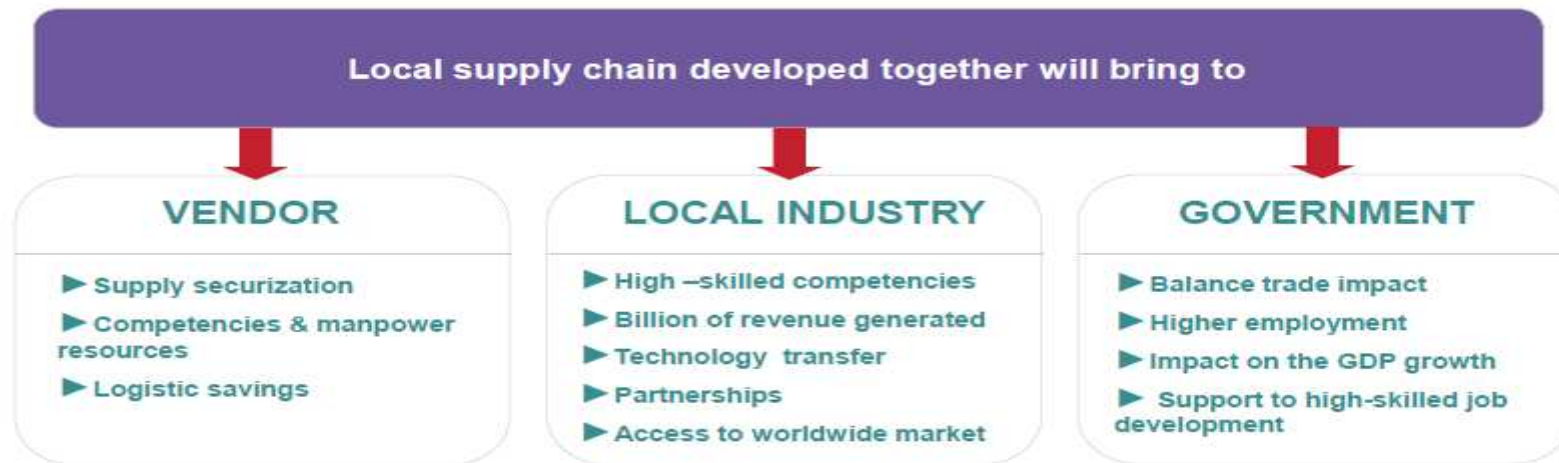 Local supply chain developed together will bring to
VENDOR
► Supply securization
► Competencies & manpower
resources
► Logistic savings
LOCAL INDUSTRY
► High –skilled competencies
► Billion of revenue generated
► Technology transfer
► Partnerships
► Access to worldwide market
GOVERNMENT
► Balance trade impact
► Higher employment
► Impact on the GDP growth
► Support to high-skilled job
development